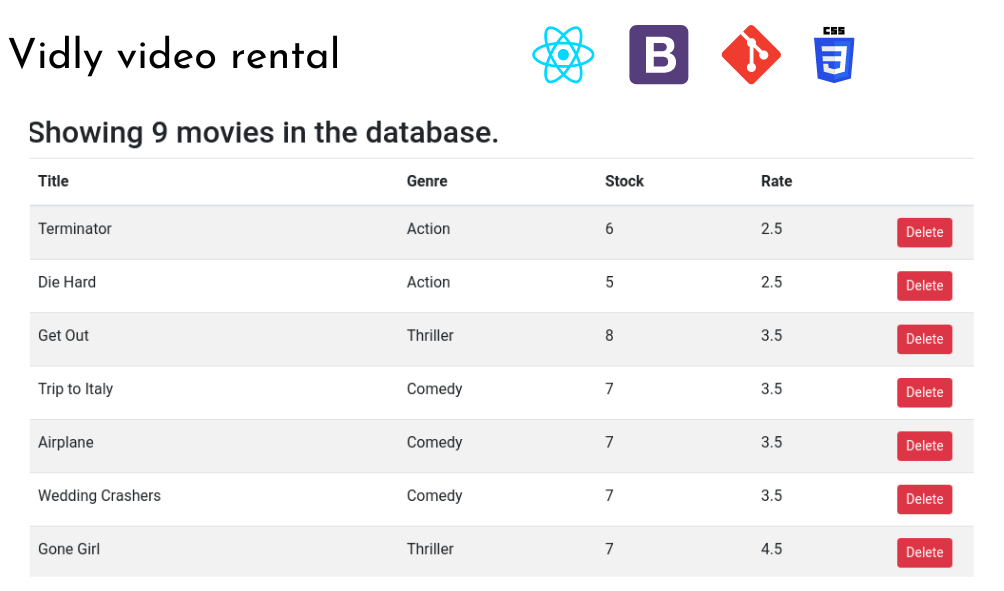 Vidly video rental
B
CSS
3
Showing 9 movies in the database.
Title Genre Stock Rate
Terminator Action 6 2.5 Delete
Die Hard Action 5 2.5 Delete
Get Out Thriller 8 3.5 Delete
Trip to Italy Comedy 7 3.5 Delete
Airplane Comedy 7 3.5 Delete
Wedding Crashers Comedy 7 3.5 Delete
Gone Girl Thriller 7 4.5 Delete